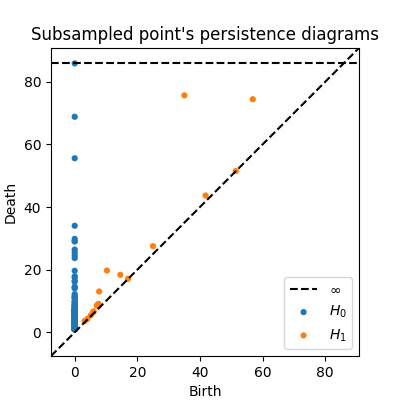 Subsampled point's persistence diagrams
80
60
40
20
0
Death
0 20 40 60 80
Birth
∞
H₀
H₁